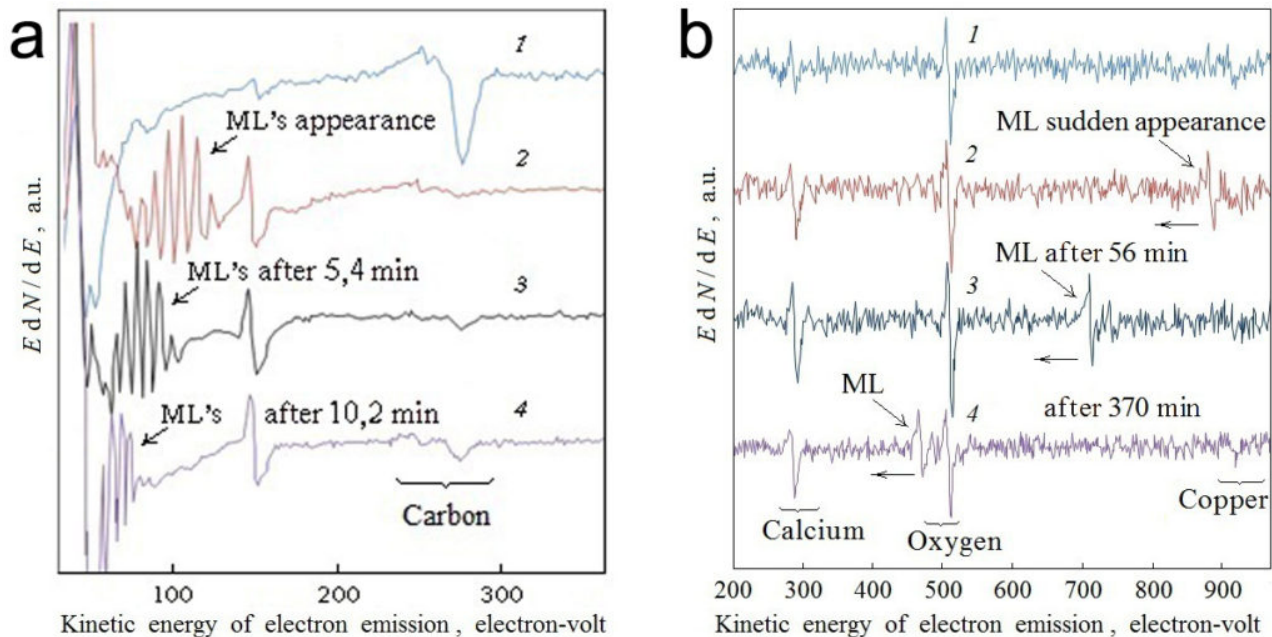 a
1
ML's appearance
2
ML's after 5,4 min
3
ML's after 10,2 min
4
Carbon
E dN/dE, a.u.
100 200 300
Kinetic energy of electron emission, electron-volt
b
1
ML sudden appearance
2
ML after 56 min
3
ML
4
after 370 min
Copper
Calcium
Oxygen
E dN/dE, a.u.
200 300 400 500 600 700 800 900
Kinetic energy of electron emission, electron-volt